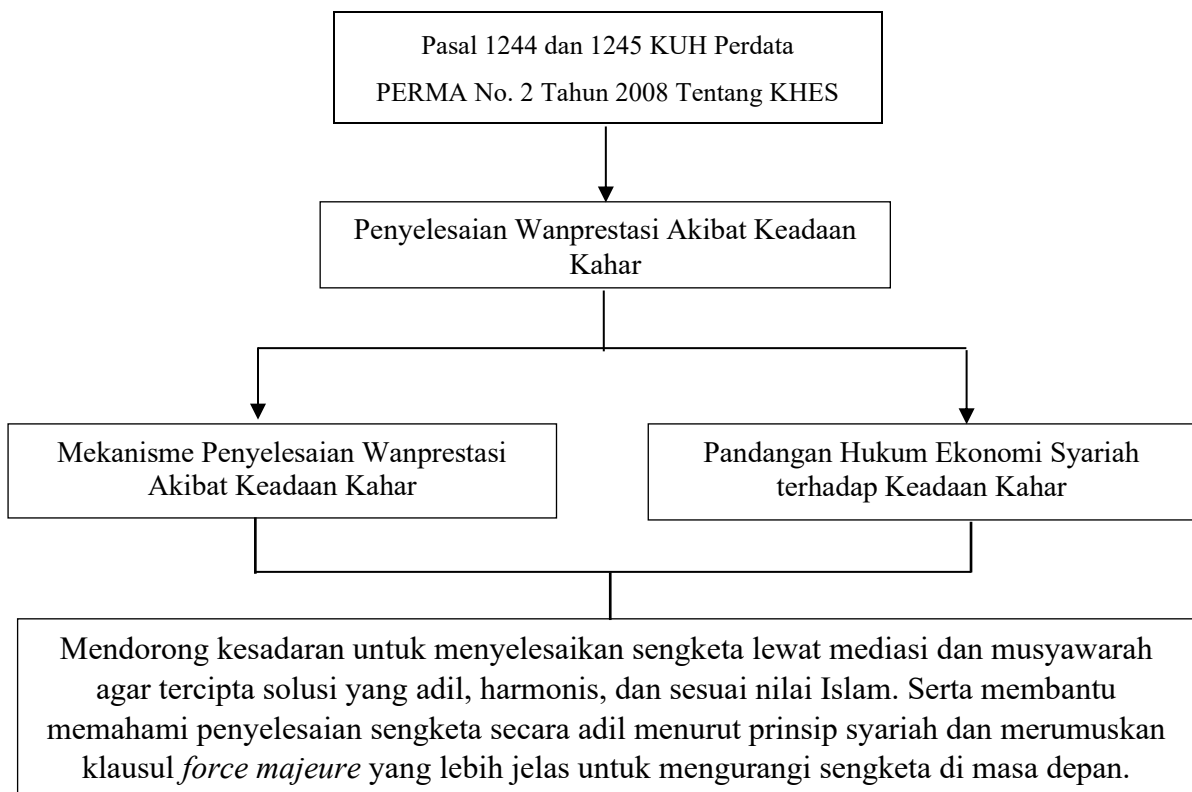 Pasal 1244 dan 1245 KUH Perdata
PERMA No. 2 Tahun 2008 Tentang KHES
Penyelesaian Wanprestasi Akibat Keadaan
Kahar
Mekanisme Penyelesaian Wanprestasi
Akibat Keadaan Kahar
Pandangan Hukum Ekonomi Syariah
terhadap Keadaan Kahar
Mendorong kesadaran untuk menyelesaikan sengketa lewat mediasi dan musyawarah
agar tercipta solusi yang adil, harmonis, dan sesuai nilai Islam. Serta membantu
memahami penyelesaian sengketa secara adil menurut prinsip syariah dan merumuskan
klausul force majeure yang lebih jelas untuk mengurangi sengketa di masa depan.